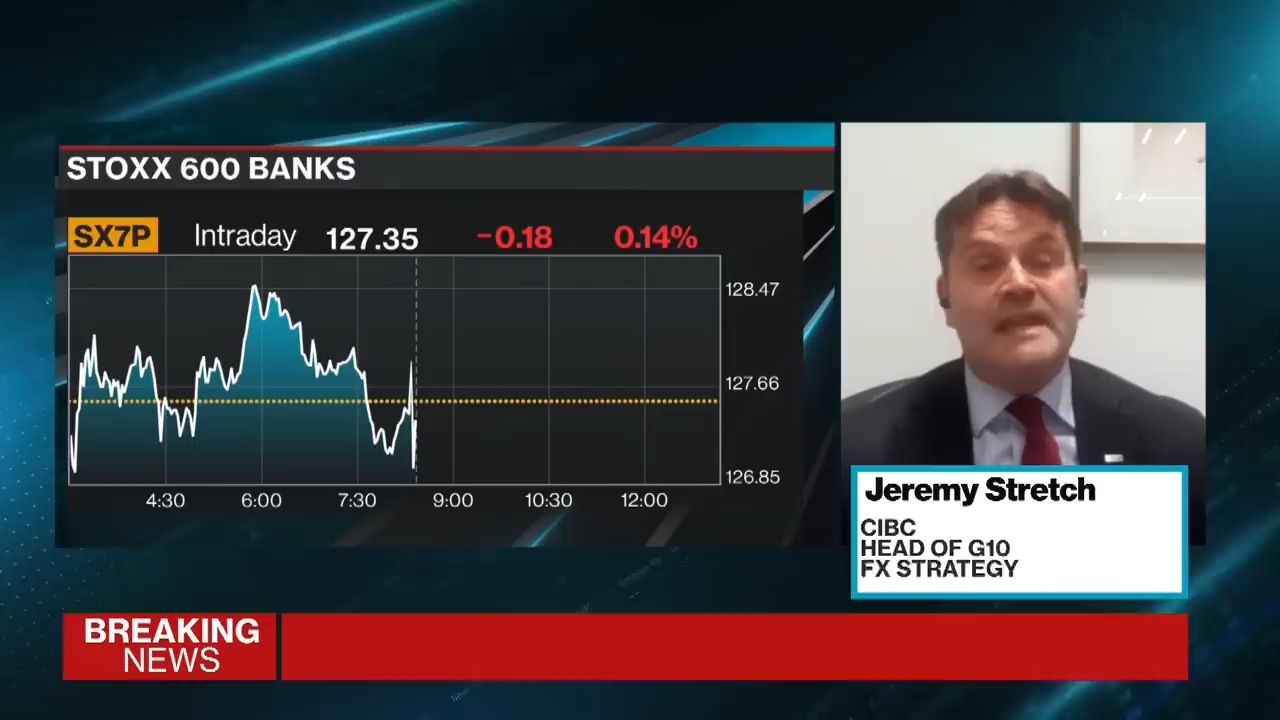 STOXX 600 BANKS
SX7P Intraday 127.35 -0.18 0.14%
128.47
127.66
126.85
4:30 6:00 7:30 9:00 10:30 12:00
Jeremy Stretch
CIBC
HEAD OF G10
FX STRATEGY
BREAKING
NEWS